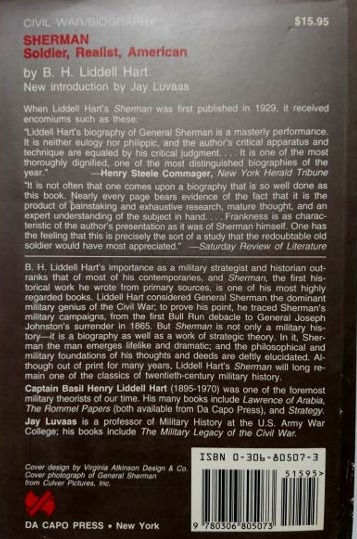 CIVIL WAR/BIOGRAPHY $15.95
SHERMAN
Soldier, Realist, American
by B. H. Liddell Hart
New introduction by Jay Luvaas
When Liddell Hart's Sherman was first published in 1929, it received
encomiums such as these:
"Liddell Hart's biography of General Sherman is a masterly performance.
It is neither eulogy nor philippic, and the author's critical apparatus and
technique are equaled by his critical judgment. . . . It is one of the most
thoroughly dignified, one of the most distinguished biographies of the
year." —Henry Steele Commager, New York Herald Tribune
"It is not often that one comes upon a biography that is so well done as
this book. Nearly every page bears evidence of the fact that it is the
product of painstaking and exhaustive research, mature thought, and an
expert understanding of the subject in hand. . . . Frankness is as charac-
teristic of the author's presentation as it was of Sherman himself. One has
the feeling that this is precisely the sort of a study that the redoubtable old
soldier would have most appreciated." —Saturday Review of Literature
B. H. Liddell Hart's importance as a military strategist and historian out-
ranks that of most of his contemporaries, and Sherman, the first his-
torical work he wrote from primary sources, is one of his most highly
regarded books. Liddell Hart considered General Sherman the dominant
military genius of the Civil War; to prove his point, he traced Sherman's
military campaigns, from the first Bull Run debacle to General Joseph
Johnston's surrender in 1865. But Sherman is not only a military his-
tory—it is a biography as well as a work of strategic theory. In it, Sher-
man the man emerges lifelike and dramatic; and the philosophical and
military foundations of his thoughts and deeds are deftly elucidated. Al-
though out of print for many years, Liddell Hart's Sherman will long re-
main one of the classics of twentieth-century military history.
Captain Basil Henry Liddell Hart (1895-1970) was one of the foremost
military theorists of our time. His many books include Lawrence of Arabia,
The Rommel Papers (both available from Da Capo Press), and Strategy.
Jay Luvaas is a professor of Military History at the U.S. Army War
College; his books include The Military Legacy of the Civil War.
Cover design by Virginia Atkinson Design & Co.
Cover photograph of General Sherman
from Culver Pictures, Inc.
ISBN 0-306-80507-3
51595>
9 780306 805073
DA CAPO PRESS • New York